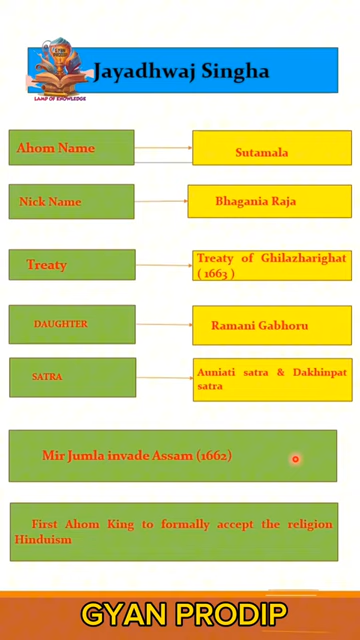 Jayadhwaj Singha
LAMP OF KNOWLEDGE
Ahom Name
Sutamala
Nick Name
Bhagania Raja
Treaty
Treaty of Ghilazharighat
( 1663 )
DAUGHTER
Ramani Gabhoru
SATRA
Auniati satra & Dakhinpat
satra
Mir Jumla invade Assam (1662)
First Ahom King to formally accept the religion
Hinduism
GYAN PRODIP